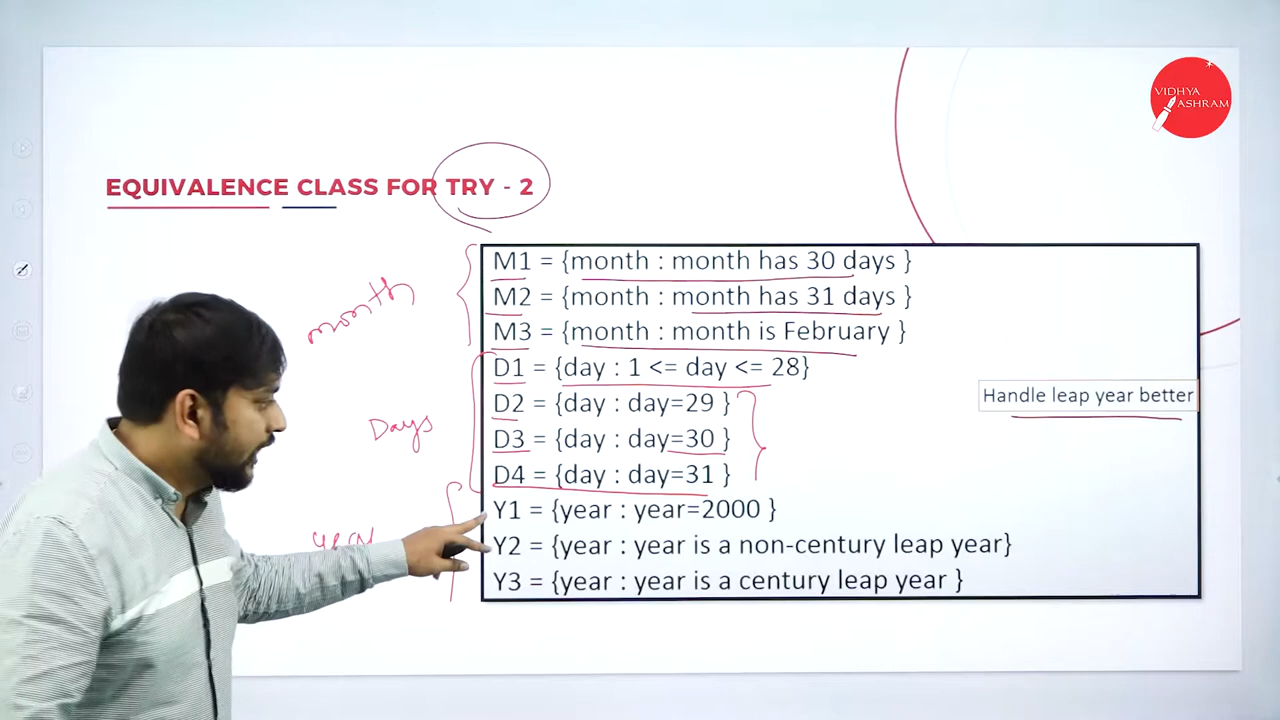 VIDHYA
ASHRAM
EQUIVALENCE CLASS FOR TRY - 2
M1 = {month : month has 30 days }
M2 = {month : month has 31 days }
M3 = {month : month is February }
D1 = {day : 1 <= day <= 28}
D2 = {day : day=29 }
D3 = {day : day=30 }
D4 = {day : day=31 }
Y1 = {year : year=2000 }
Y2 = {year : year is a non-century leap year}
Y3 = {year : year is a century leap year }
Handle leap year better
month
Days
year